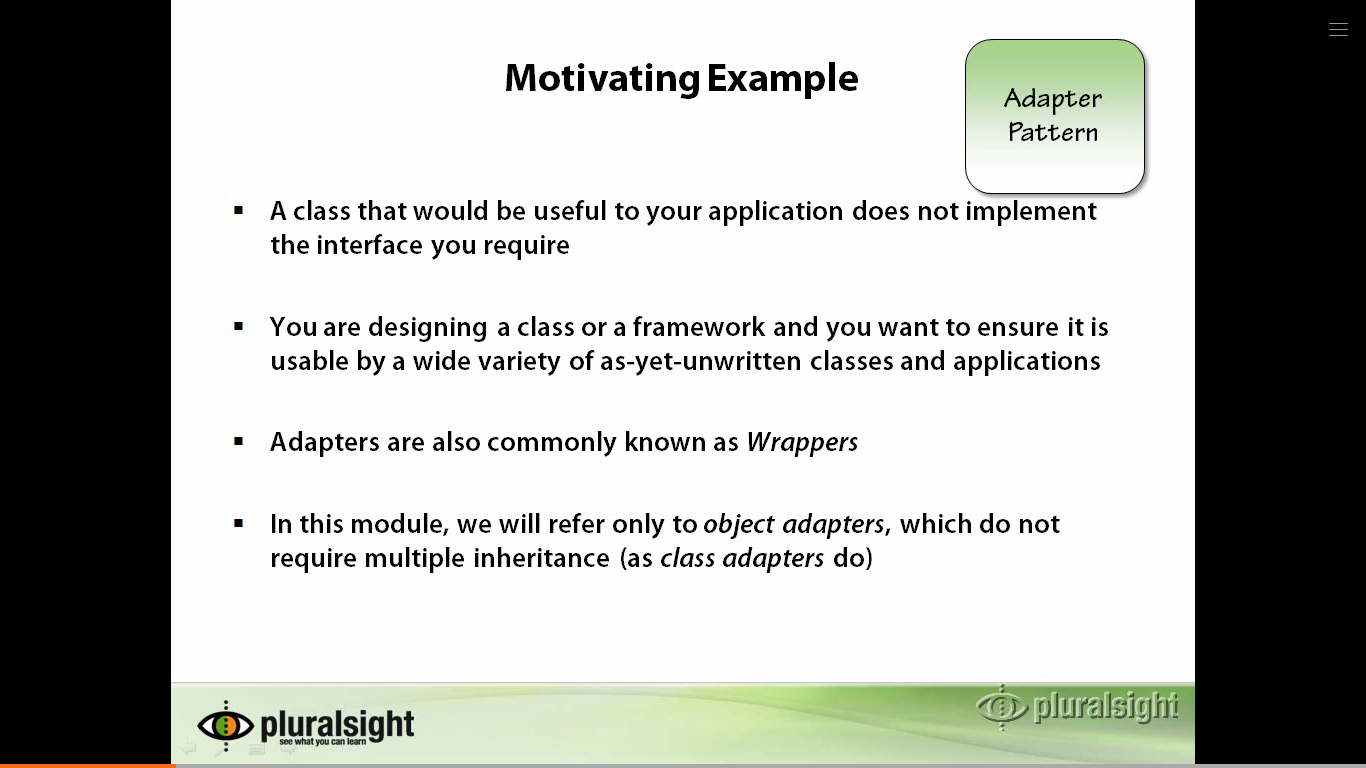 Motivating Example
Adapter
Pattern
▪ A class that would be useful to your application does not implement
the interface you require
▪ You are designing a class or a framework and you want to ensure it is
usable by a wide variety of as-yet-unwritten classes and applications
▪ Adapters are also commonly known as Wrappers
▪ In this module, we will refer only to object adapters, which do not
require multiple inheritance (as class adapters do)
pluralsight
see what you can learn
pluralsight